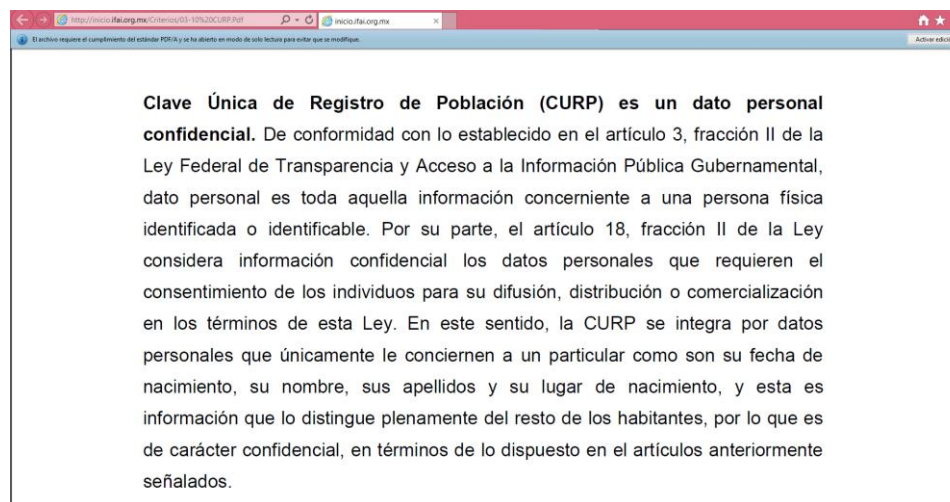 http://inicio.ifai.org.mx/Criterios/03-10%20CURP.Pdf
inicio.ifai.org.mx
El archivo requiere el cumplimiento del estándar PDF/A y se ha abierto en modo de solo lectura para evitar que se modifique.
Activar edició
Clave Única de Registro de Población (CURP) es un dato personal
confidencial. De conformidad con lo establecido en el artículo 3, fracción II de la
Ley Federal de Transparencia y Acceso a la Información Pública Gubernamental,
dato personal es toda aquella información concerniente a una persona física
identificada o identificable. Por su parte, el artículo 18, fracción II de la Ley
considera información confidencial los datos personales que requieren el
consentimiento de los individuos para su difusión, distribución o comercialización
en los términos de esta Ley. En este sentido, la CURP se integra por datos
personales que únicamente le conciernen a un particular como son su fecha de
nacimiento, su nombre, sus apellidos y su lugar de nacimiento, y esta es
información que lo distingue plenamente del resto de los habitantes, por lo que es
de carácter confidencial, en términos de lo dispuesto en el artículos anteriormente
señalados.